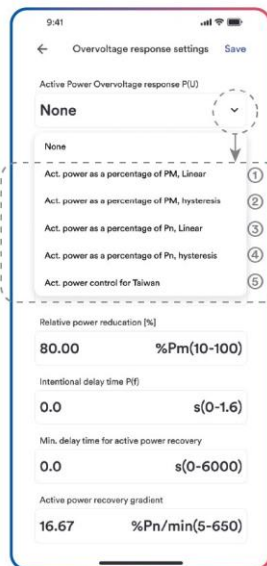 9:41
Overvoltage response settings Save
Active Power Overvoltage response P(U)
None
None
Act. power as a percentage of PM, Linear ①
Act. power as a percentage of PM, hysteresis ②
Act. power as a percentage of Pn, Linear ③
Act. power as a percentage of Pn, hysteresis ④
Act. power control for Taiwan ⑤
Relative power reducation [%]
80.00 %Pm(10-100)
Intentional delay time P(f)
0.0 s(0-1.6)
Min. delay time for active power recovery
0.0 s(0-6000)
Active power recovery gradient
16.67 %Pn/min(5-650)